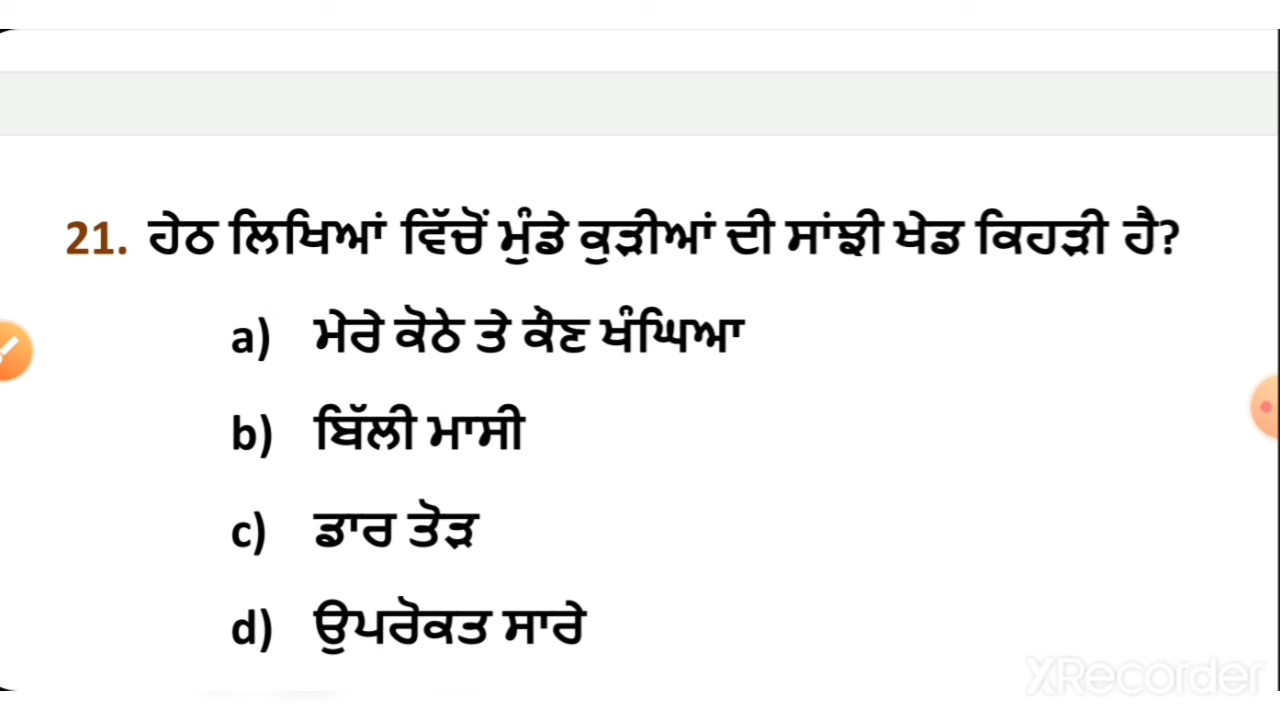 21. ਹੇਠ ਲਿਖਿਆਂ ਵਿੱਚੋਂ ਮੁੰਡੇ ਕੁੜੀਆਂ ਦੀ ਸਾਂਝੀ ਖੇਡ ਕਿਹੜੀ ਹੈ?
a) ਮੇਰੇ ਕੋਠੇ ਤੇ ਕੌਣ ਖੰਘਿਆ
b) ਬਿੱਲੀ ਮਾਸੀ
c) ਡਾਰ ਤੋੜ
d) ਉਪਰੋਕਤ ਸਾਰੇ
XRecorder